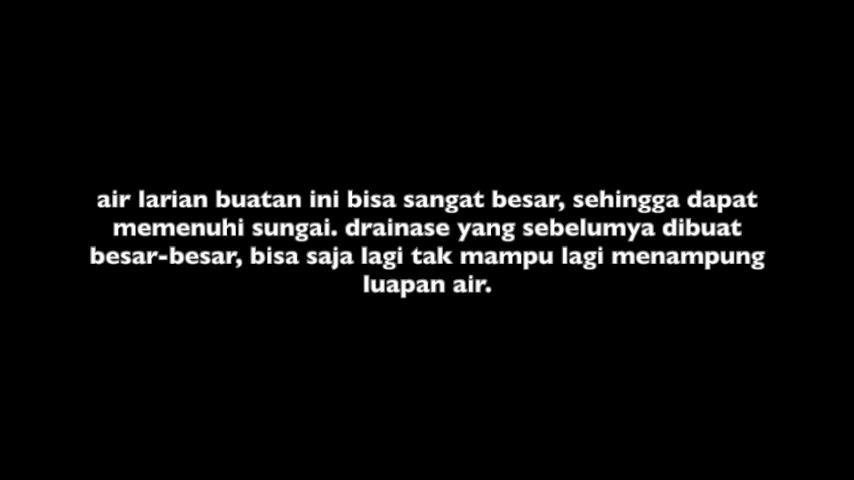 air larian buatan ini bisa sangat besar, sehingga dapat
memenuhi sungai. drainase yang sebelumya dibuat
besar-besar, bisa saja lagi tak mampu lagi menampung
luapan air.